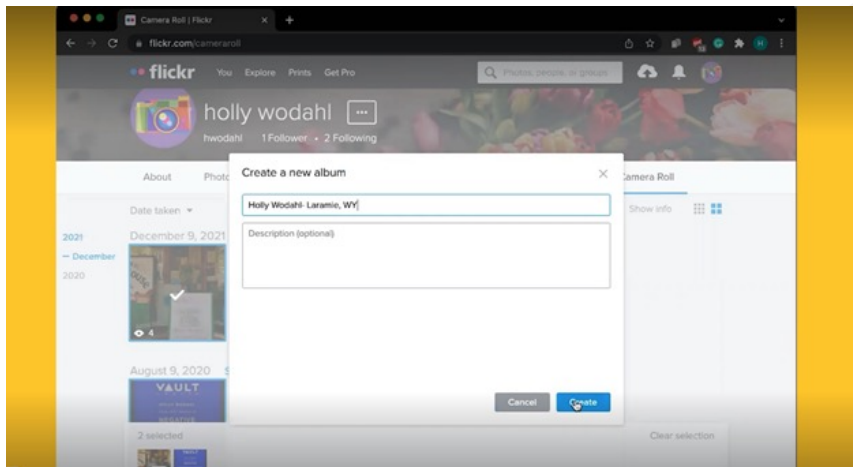 Camera Roll | Flickr
flickr.com/cameraroll
flickr You Explore Prints Get Pro
Photos, people, or groups
holly wodahl
hwodahl 1 Follower • 2 Following
About
Camera Roll
Create a new album
Holly Wodahl- Laramie, WY
Description (optional)
Date taken
Show info
2021
December
2020
December 9, 2021
4
August 9, 2020
VAULT
NEGATIVE
Cancel Create
2 selected
Clear selection